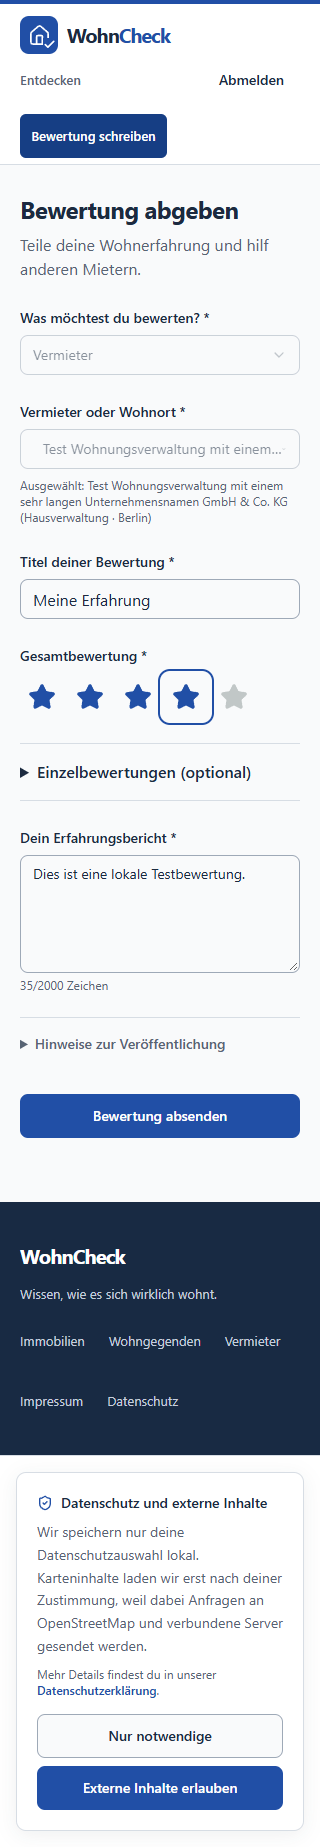 WohnCheck
Entdecken
Abmelden
Bewertung schreiben
Bewertung abgeben
Teile deine Wohnerfahrung und hilf
anderen Mietern.
Was möchtest du bewerten? *
Vermieter
Vermieter oder Wohnort *
Test Wohnungsverwaltung mit einem...
Ausgewählt: Test Wohnungsverwaltung mit einem
sehr langen Unternehmensnamen GmbH & Co. KG
(Hausverwaltung · Berlin)
Titel deiner Bewertung *
Meine Erfahrung
Gesamtbewertung *
Einzelbewertungen (optional)
Dein Erfahrungsbericht *
Dies ist eine lokale Testbewertung.
35/2000 Zeichen
Hinweise zur Veröffentlichung
Bewertung absenden
WohnCheck
Wissen, wie es sich wirklich wohnt.
Immobilien Wohngegenden Vermieter
Impressum Datenschutz
Datenschutz und externe Inhalte
Wir speichern nur deine
Datenschutzauswahl lokal.
Karteninhalte laden wir erst nach deiner
Zustimmung, weil dabei Anfragen an
OpenStreetMap und verbundene Server
gesendet werden.
Mehr Details findest du in unserer
Datenschutzerklärung.
Nur notwendige
Externe Inhalte erlauben